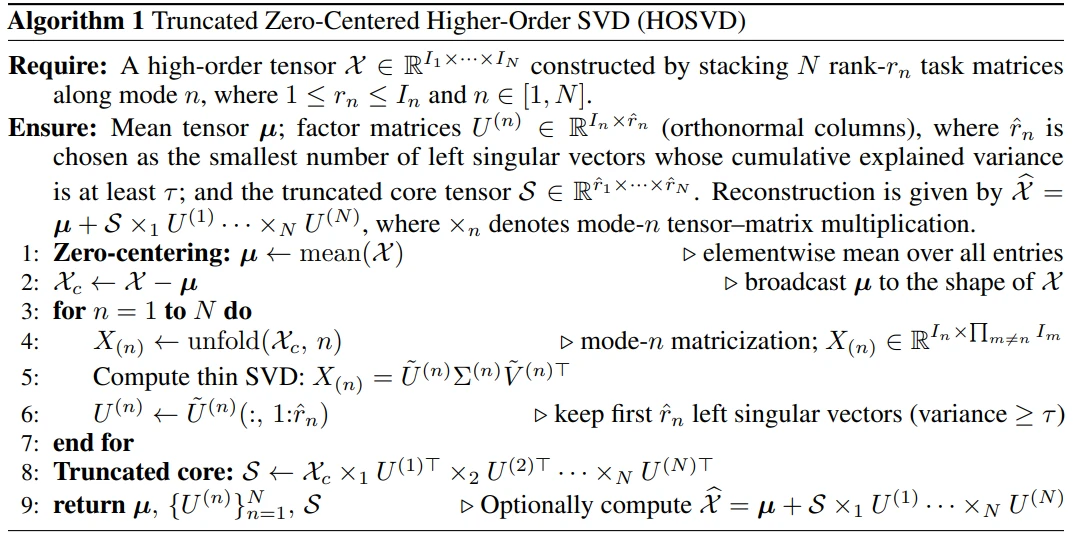 Algorithm 1 Truncated Zero-Centered Higher-Order SVD (HOSVD)
Require: A high-order tensor 𝒳 ∈ ℝ^{I_1×⋯×I_N} constructed by stacking N rank-r_n task matrices
along mode n, where 1 ≤ r_n ≤ I_n and n ∈ [1, N].
Ensure: Mean tensor μ; factor matrices U^{(n)} ∈ ℝ^{I_n×r̂_n} (orthonormal columns), where r̂_n is
chosen as the smallest number of left singular vectors whose cumulative explained variance
is at least τ; and the truncated core tensor 𝒮 ∈ ℝ^{r̂_1×⋯×r̂_N}. Reconstruction is given by 𝒳̂ =
μ + 𝒮 ×_1 U^{(1)} ⋯ ×_N U^{(N)}, where ×_n denotes mode-n tensor–matrix multiplication.
1: Zero-centering: μ ← mean(𝒳) ▷ elementwise mean over all entries
2: 𝒳_c ← 𝒳 − μ ▷ broadcast μ to the shape of 𝒳
3: for n = 1 to N do
4: X_{(n)} ← unfold(𝒳_c, n) ▷ mode-n matricization; X_{(n)} ∈ ℝ^{I_n×∏_{m≠n} I_m}
5: Compute thin SVD: X_{(n)} = Ũ^{(n)}Σ^{(n)}Ṽ^{(n)⊤}
6: U^{(n)} ← Ũ^{(n)}(:, 1:r̂_n) ▷ keep first r̂_n left singular vectors (variance ≥ τ)
7: end for
8: Truncated core: 𝒮 ← 𝒳_c ×_1 U^{(1)⊤} ×_2 U^{(2)⊤} ⋯ ×_N U^{(N)⊤}
9: return μ, {U^{(n)}}_{n=1}^{N}, 𝒮 ▷ Optionally compute 𝒳̂ = μ + 𝒮 ×_1 U^{(1)} ⋯ ×_N U^{(N)}